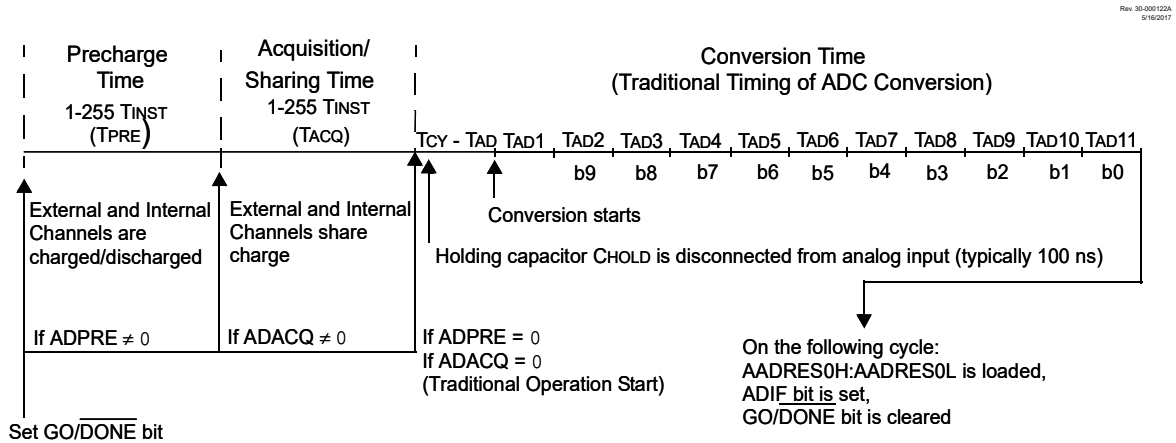 Rev. 30-000122A
5/16/2017
Precharge
Time
1-255 TINST
(TPRE)
Acquisition/
Sharing Time
1-255 TINST
(TACQ)
Conversion Time
(Traditional Timing of ADC Conversion)
TCY - TAD TAD1 TAD2 TAD3 TAD4 TAD5 TAD6 TAD7 TAD8 TAD9 TAD10 TAD11
b9 b8 b7 b6 b5 b4 b3 b2 b1 b0
External and Internal
Channels are
charged/discharged
External and Internal
Channels share
charge
Conversion starts
Holding capacitor CHOLD is disconnected from analog input (typically 100 ns)
If ADPRE ≠ 0
If ADACQ ≠ 0
If ADPRE = 0
If ADACQ = 0
(Traditional Operation Start)
On the following cycle:
AADRES0H:AADRES0L is loaded,
ADIF bit is set,
GO/DONE bit is cleared
Set GO/DONE bit